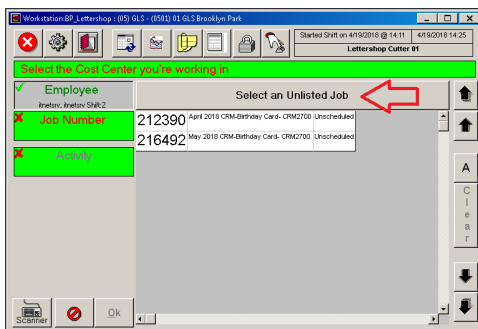 Workstation:BP_Lettershop : (05) GLS - (0501) 01 GLS Brooklyn Park
Started Shift on 4/19/2018 @ 14:11
4/19/2018 14:25
Lettershop Cutter 01
Select the Cost Center you're working in
Employee
itnetsrv, itnetsrv Shift:2
Select an Unlisted Job
Job Number
212390 April 2018 CRM-Birthday Card- CRM2700 Unscheduled
216492 May 2018 CRM-Birthday Card- CRM2700 Unscheduled
Activity
A
Clear
Scanner
Ok